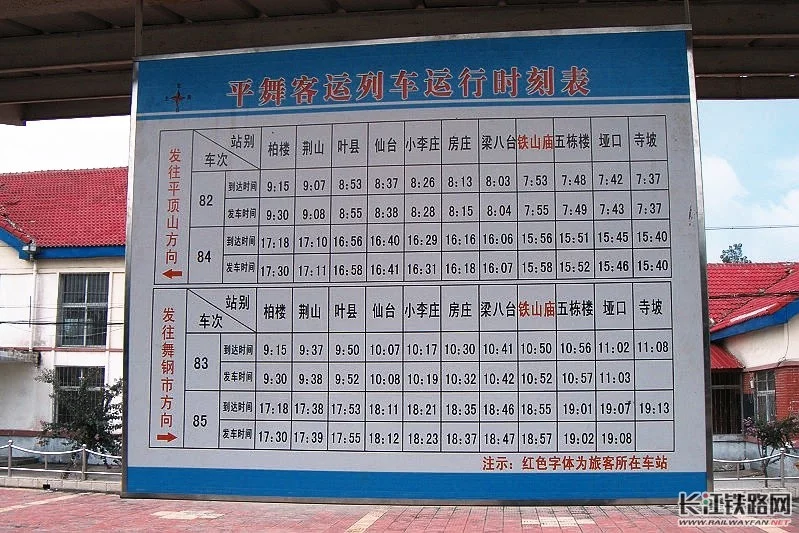 平舞客运列车运行时刻表
发往平顶山方向
站别 车次 柏楼 荆山 叶县 仙台 小李庄 房庄 梁八台 铁山庙 五栋楼 垭口 寺坡
82 到达时间 9:15 9:07 8:53 8:37 8:26 8:13 8:03 7:53 7:48 7:42 7:37
发车时间 9:30 9:08 8:55 8:38 8:28 8:15 8:04 7:55 7:49 7:43 7:37
84 到达时间 17:18 17:10 16:56 16:40 16:29 16:16 16:06 15:56 15:51 15:45 15:40
发车时间 17:30 17:11 16:58 16:41 16:31 16:18 16:07 15:58 15:52 15:46 15:40
发往舞钢市方向
站别 车次 柏楼 荆山 叶县 仙台 小李庄 房庄 梁八台 铁山庙 五栋楼 垭口 寺坡
83 到达时间 9:15 9:37 9:50 10:07 10:17 10:30 10:41 10:50 10:56 11:02 11:08
发车时间 9:30 9:38 9:52 10:08 10:19 10:32 10:42 10:52 10:57 11:03
85 到达时间 17:18 17:38 17:53 18:11 18:21 18:35 18:46 18:55 19:01 19:07 19:13
发车时间 17:30 17:39 17:55 18:12 18:23 18:37 18:47 18:57 19:02 19:08
注示：红色字体为旅客所在车站
长江铁路网
WWW.RAILWAYFAN.NET